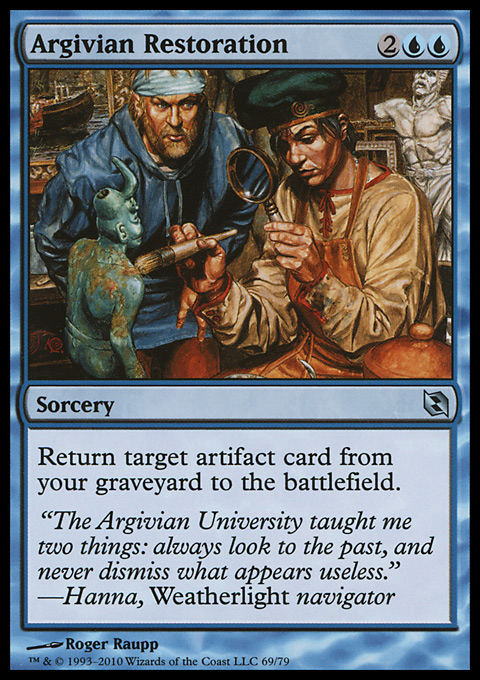 Argivian Restoration 2
Sorcery
Return target artifact card from
your graveyard to the battlefield.
“The Argivian University taught me
two things: always look to the past, and
never dismiss what appears useless.”
—Hanna, Weatherlight navigator
Roger Raupp
™ & © 1993–2010 Wizards of the Coast LLC 69/79